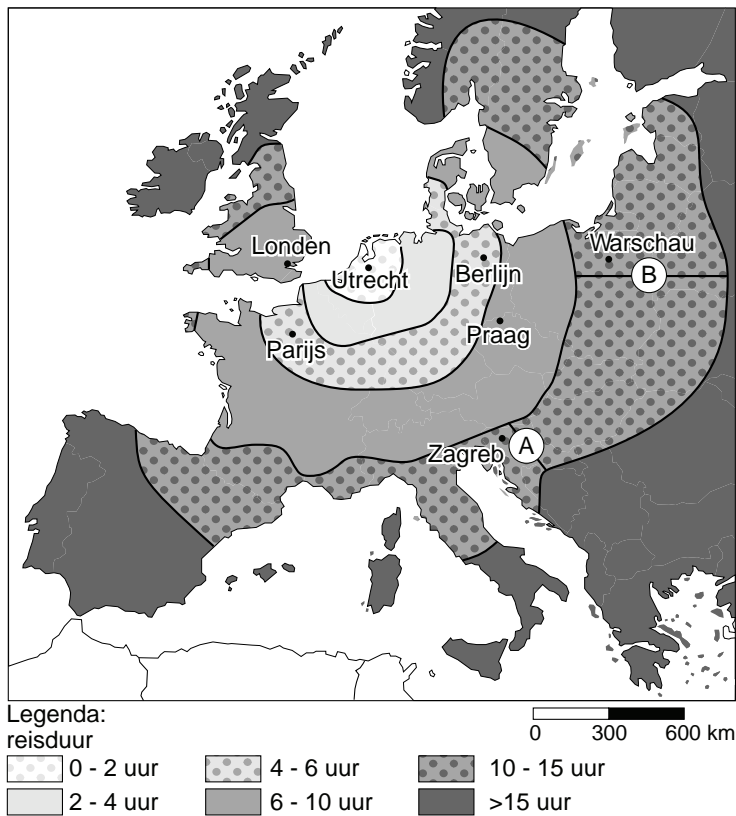 Londen
Utrecht
Berlijn
Warschau
B
Parijs
Praag
Zagreb
A
Legenda:
reisduur
0 - 2 uur
4 - 6 uur
10 - 15 uur
2 - 4 uur
6 - 10 uur
>15 uur
0 300 600 km